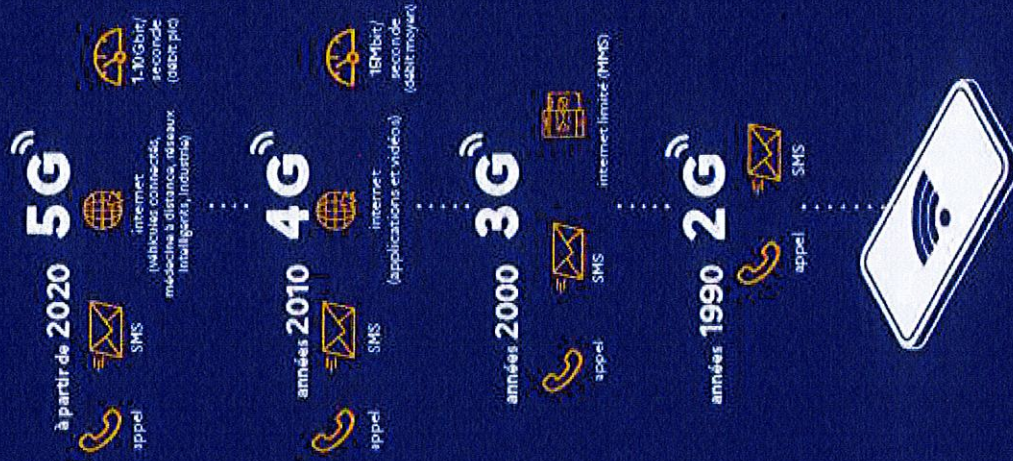 à partir de 2020 5G
appel
SMS
internet
(véhicules connectés,
médecine à distance, réseaux
intelligents, industrie)
1-10Gbit/
seconde
(débit pic)
années 2010 4G
appel
SMS
internet
(applications et vidéos)
15Mbit/
seconde
(débit moyen)
années 2000 3G
appel
SMS
internet limité (MMS)
années 1990 2G
appel
SMS